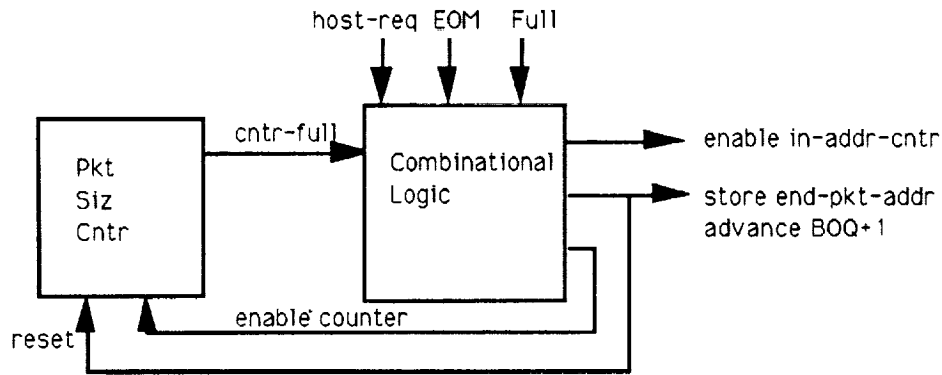 host-req EOM Full
cntr-full
enable in-addr-cntr
Pkt
Siz
Cntr
Combinational
Logic
store end-pkt-addr
advance BOQ+1
enable counter
reset